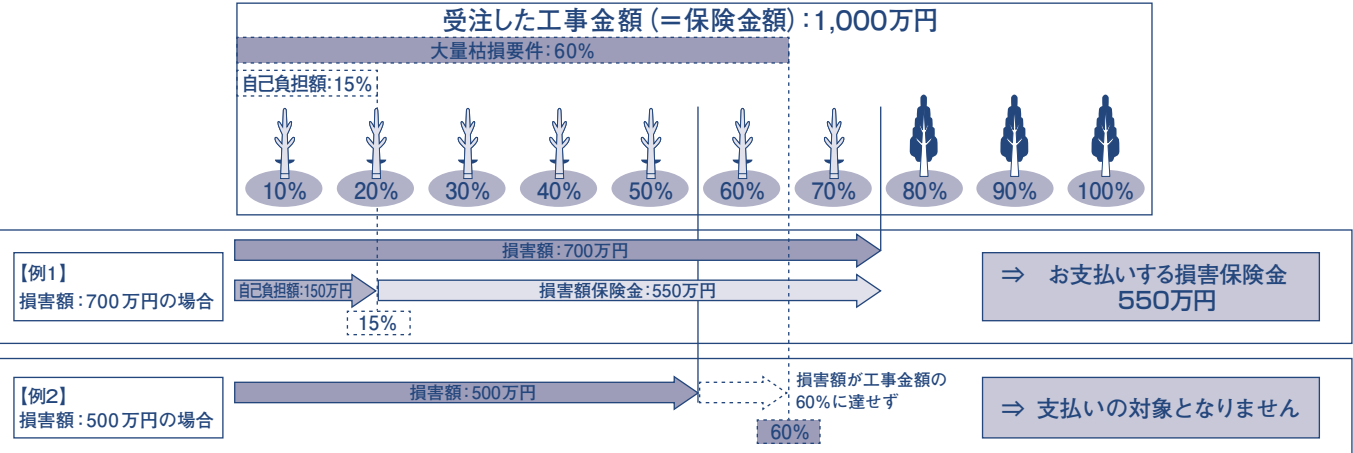 受注した工事金額(=保険金額):1,000万円
大量枯損要件:60%
自己負担額:15%
10% 20% 30% 40% 50% 60% 70% 80% 90% 100%
【例1】
損害額:700万円の場合
損害額:700万円
自己負担額:150万円
損害額保険金:550万円
15%
⇒ お支払いする損害保険金
550万円
【例2】
損害額:500万円の場合
損害額:500万円
損害額が工事金額の
60%に達せず
60%
⇒ 支払いの対象となりません